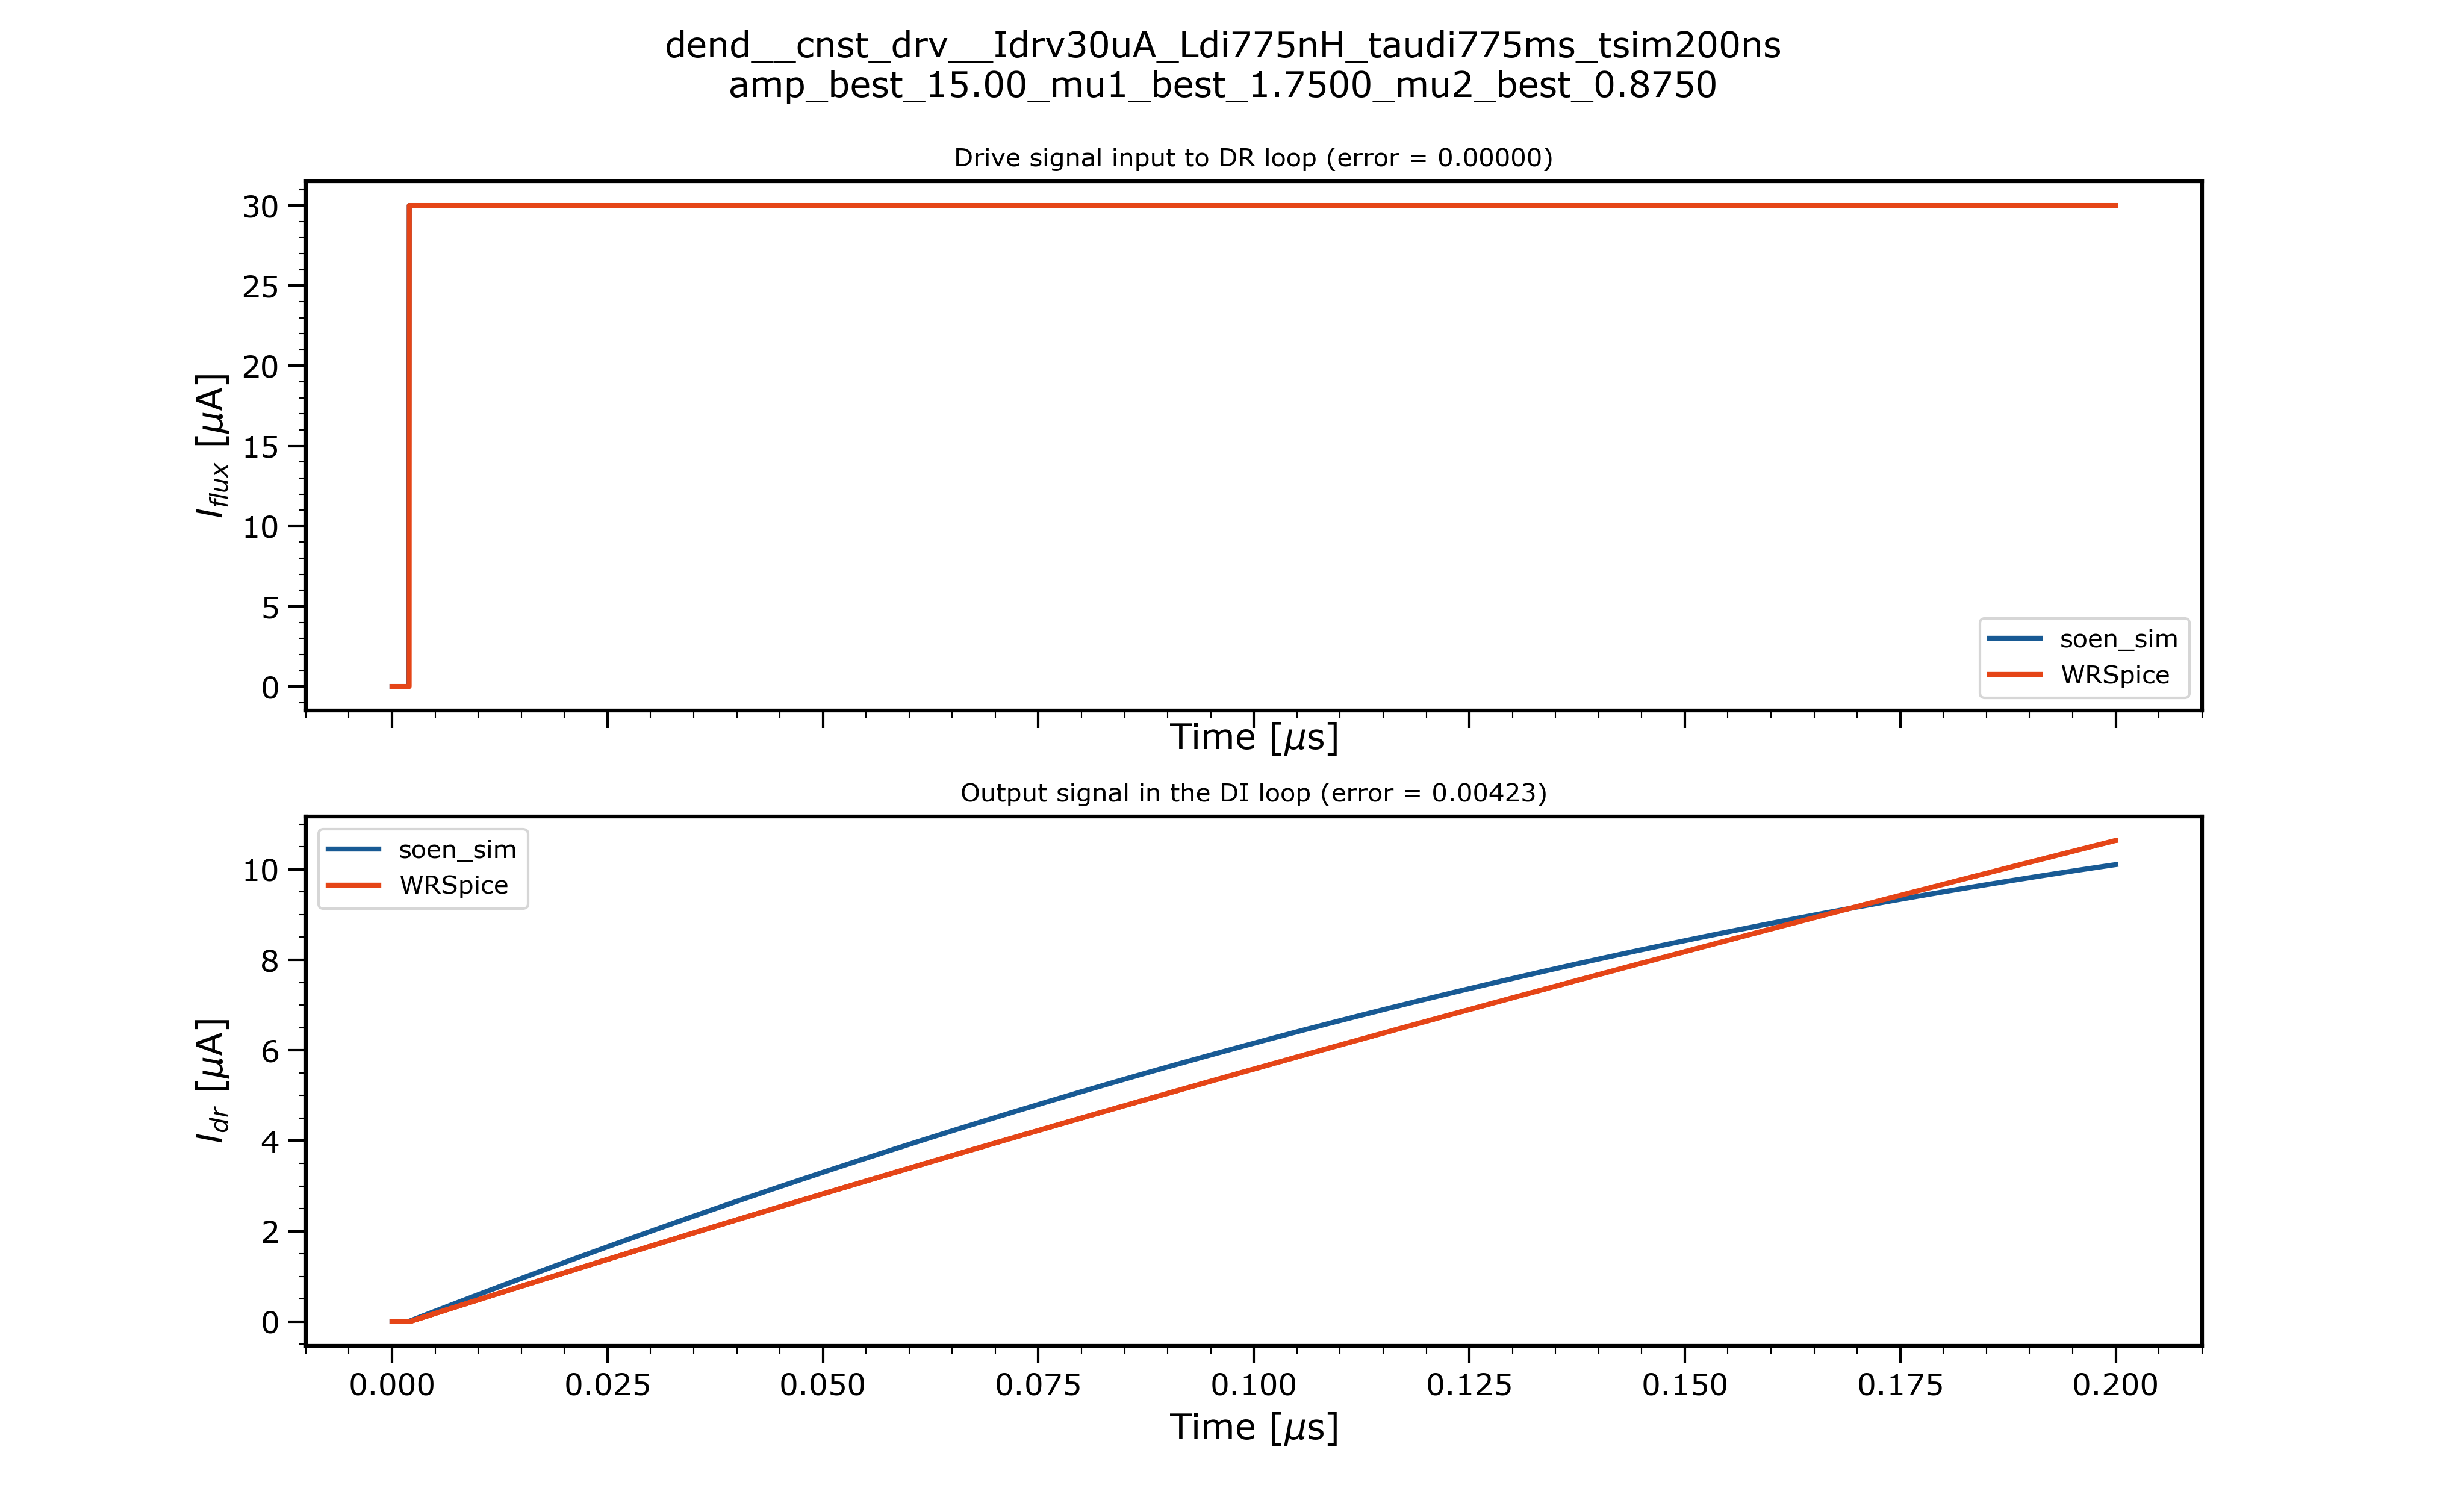 dend__cnst_drv__Idrv30uA_Ldi775nH_taudi775ms_tsim200ns
amp_best_15.00_mu1_best_1.7500_mu2_best_0.8750
Drive signal input to DR loop (error = 0.00000)
30
25
20
15
10
5
0
I_flux [μA]
soen_sim
WRSpice
Time [μs]
Output signal in the DI loop (error = 0.00423)
soen_sim
WRSpice
10
8
6
4
2
0
I_dr [μA]
0.000 0.025 0.050 0.075 0.100 0.125 0.150 0.175 0.200
Time [μs]